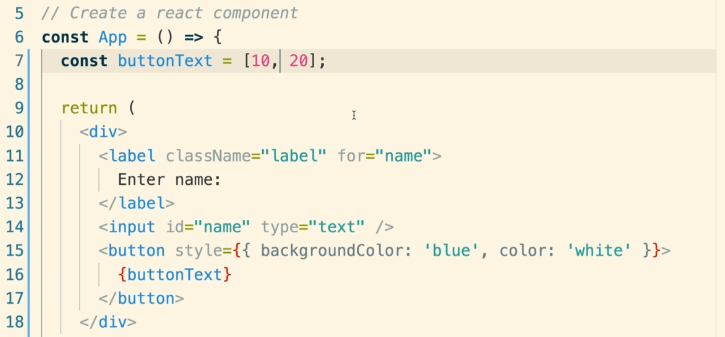 5 // Create a react component
6 const App = () => {
7 const buttonText = [10, 20];
8
9 return (
10 <div>
11 <label className="label" for="name">
12 Enter name:
13 </label>
14 <input id="name" type="text" />
15 <button style={{ backgroundColor: 'blue', color: 'white' }}>
16 {buttonText}
17 </button>
18 </div>